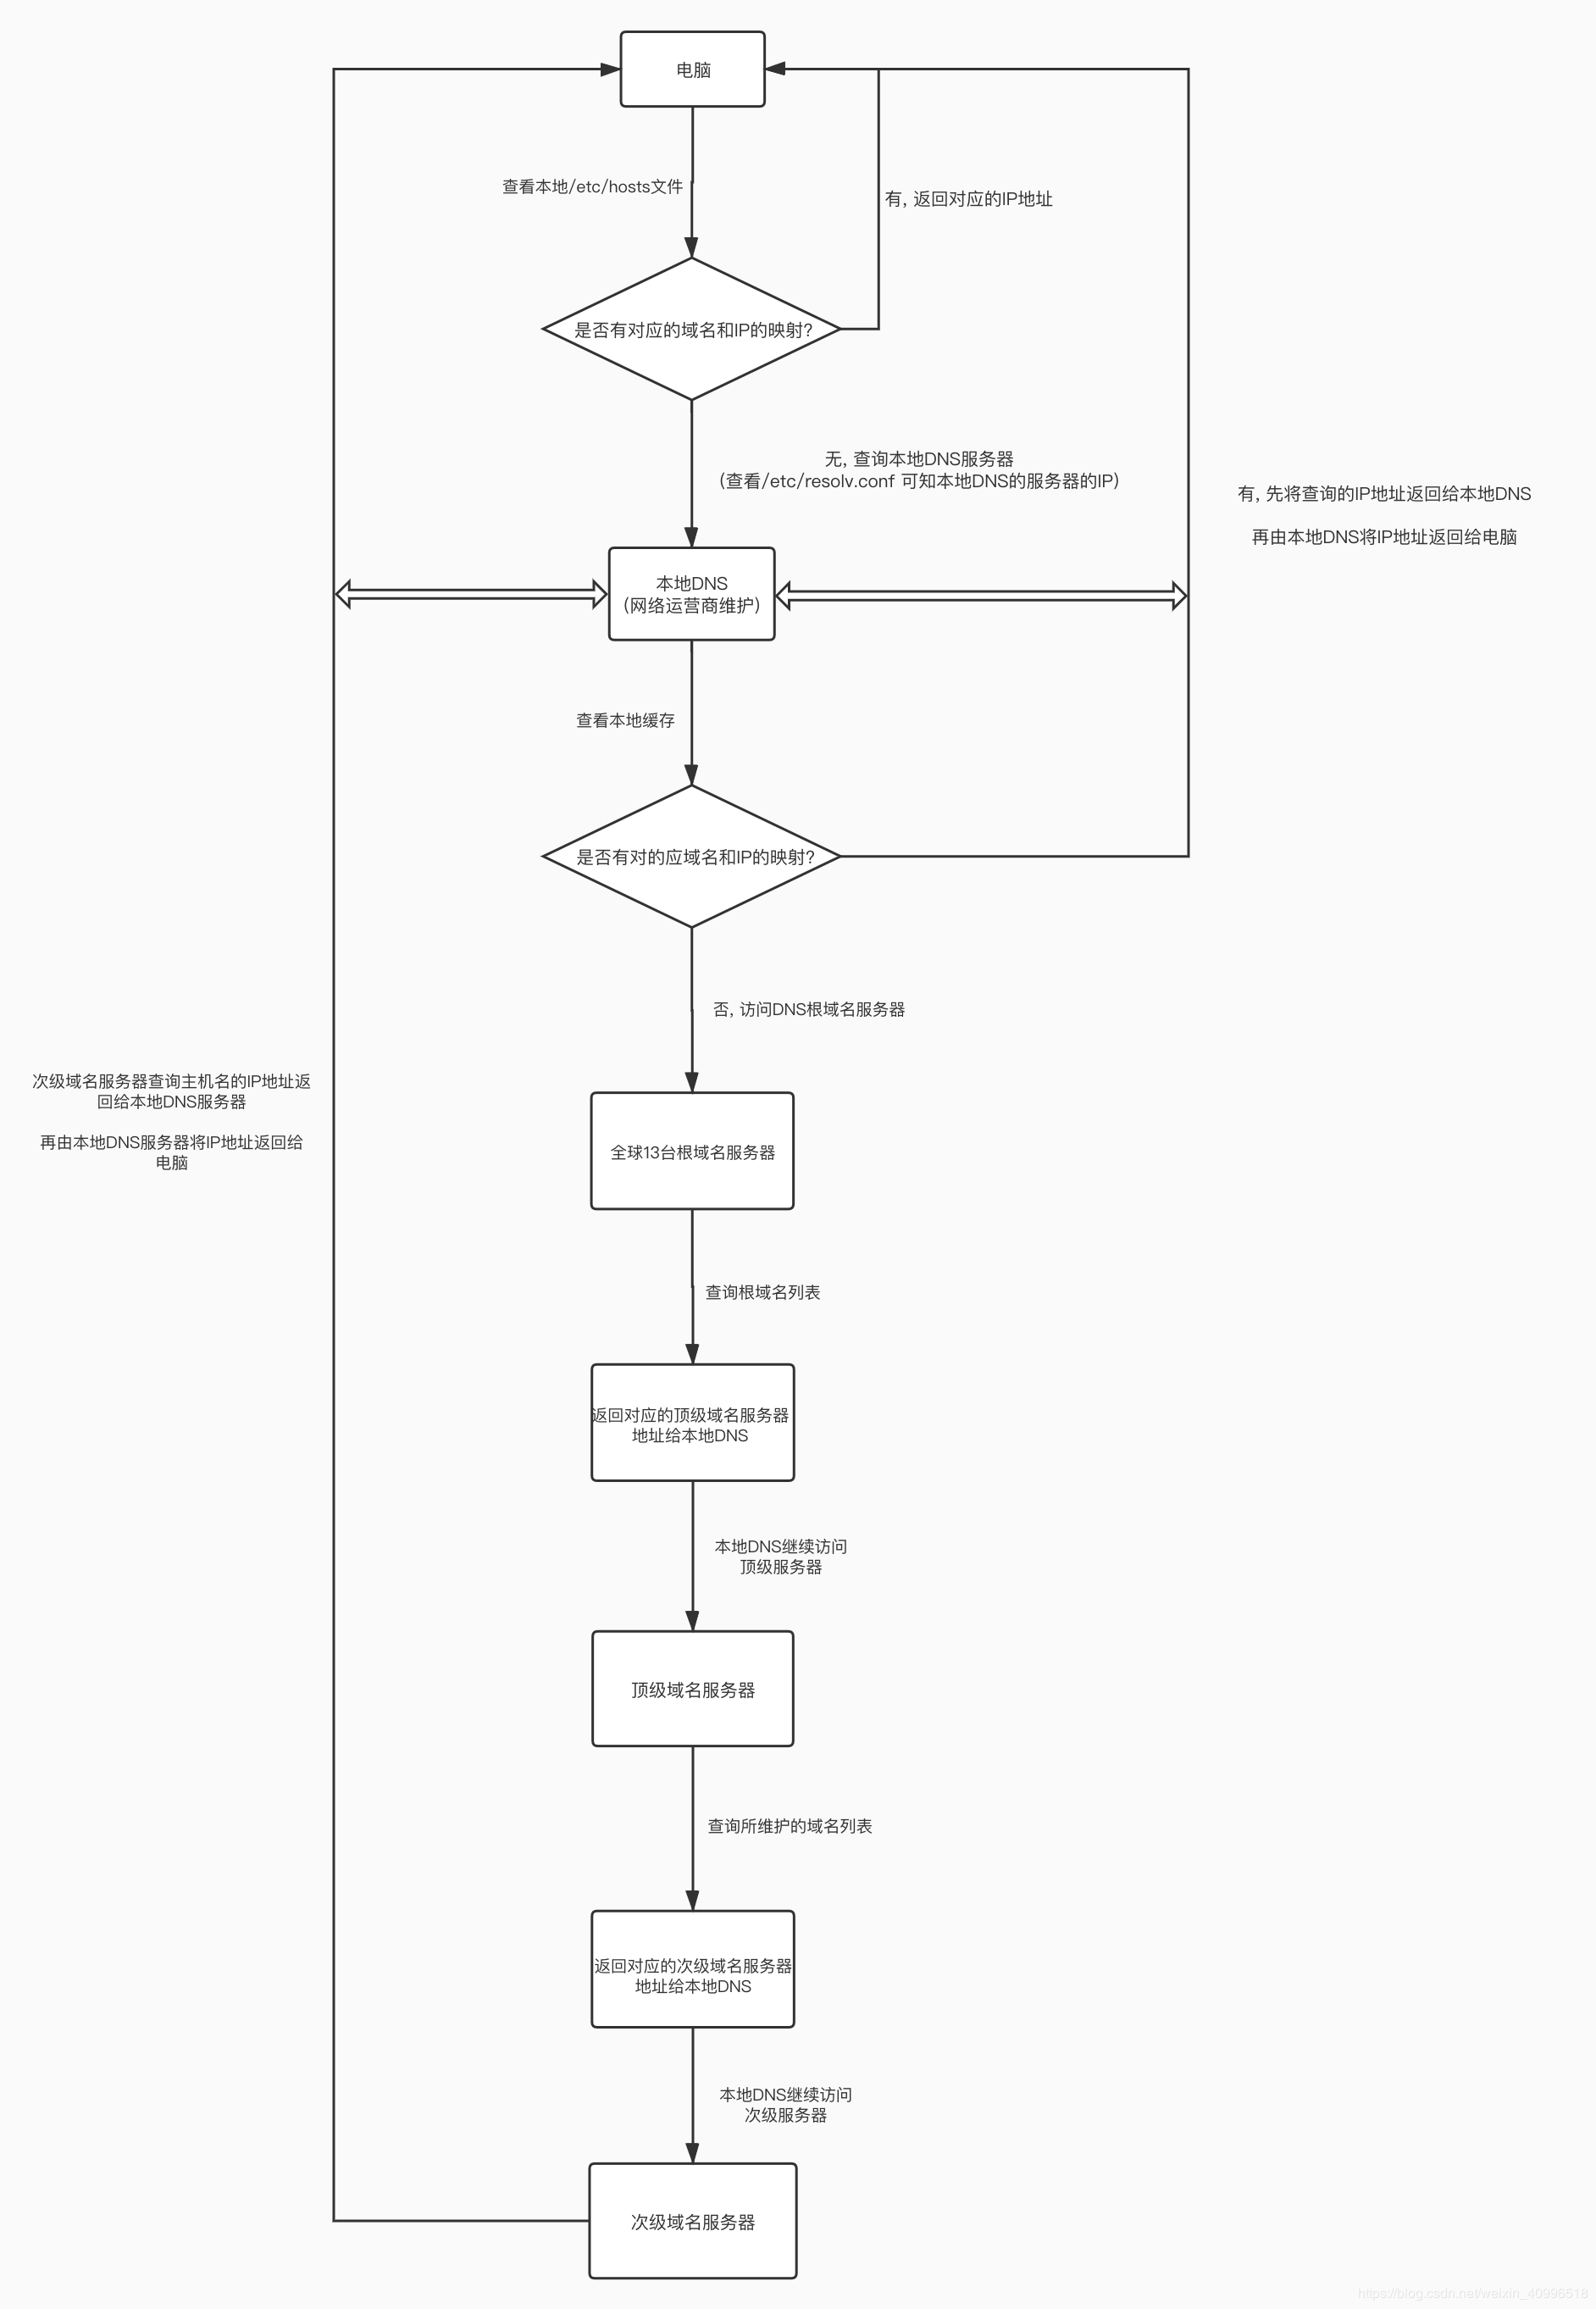 电脑
查看本地/etc/hosts文件
有, 返回对应的IP地址
是否有对应的域名和IP的映射?
无, 查询本地DNS服务器
(查看/etc/resolv.conf 可知本地DNS的服务器的IP)
有, 先将查询的IP地址返回给本地DNS
再由本地DNS将IP地址返回给电脑
本地DNS
(网络运营商维护)
查看本地缓存
是否有对的应域名和IP的映射?
否, 访问DNS根域名服务器
次级域名服务器查询主机名的IP地址返
回给本地DNS服务器
再由本地DNS服务器将IP地址返回给
电脑
全球13台根域名服务器
查询根域名列表
返回对应的顶级域名服务器
地址给本地DNS
本地DNS继续访问
顶级服务器
顶级域名服务器
查询所维护的域名列表
返回对应的次级域名服务器
地址给本地DNS
本地DNS继续访问
次级服务器
次级域名服务器
https://blog.csdn.net/weixin_40996518